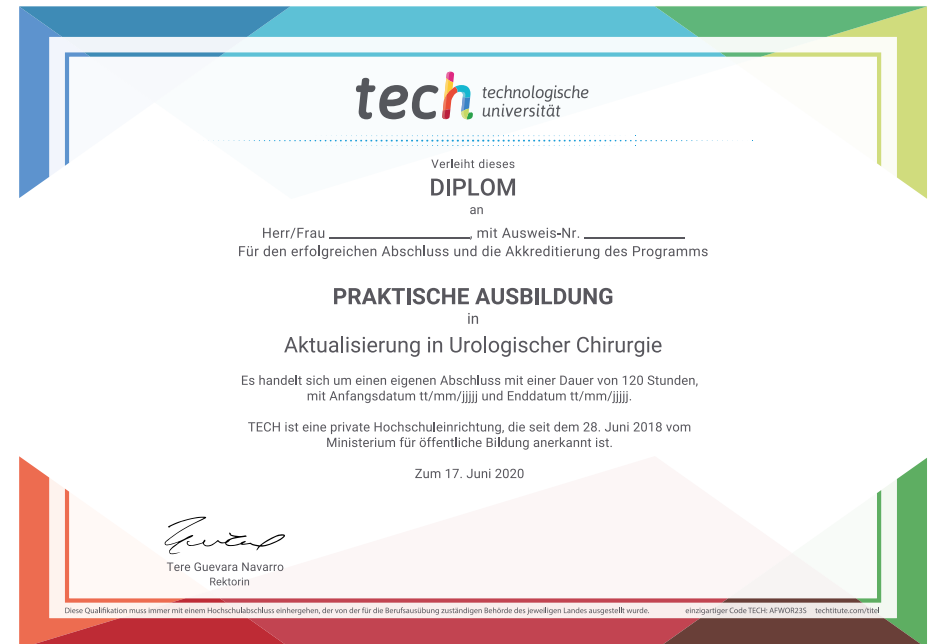 tech technologische
universität
Verleiht dieses
DIPLOM
an
Herr/Frau ____________________, mit Ausweis-Nr. ______________
Für den erfolgreichen Abschluss und die Akkreditierung des Programms
PRAKTISCHE AUSBILDUNG
in
Aktualisierung in Urologischer Chirurgie
Es handelt sich um einen eigenen Abschluss mit einer Dauer von 120 Stunden,
mit Anfangsdatum tt/mm/jjjjj und Enddatum tt/mm/jjjjj.
TECH ist eine private Hochschuleinrichtung, die seit dem 28. Juni 2018 vom
Ministerium für öffentliche Bildung anerkannt ist.
Zum 17. Juni 2020
Tere Guevara Navarro
Rektorin
Diese Qualifikation muss immer mit einem Hochschulabschluss einhergehen, der von der für die Berufsausübung zuständigen Behörde des jeweiligen Landes ausgestellt wurde. einzigartiger Code TECH: AFWOR23S techtitute.com/titel